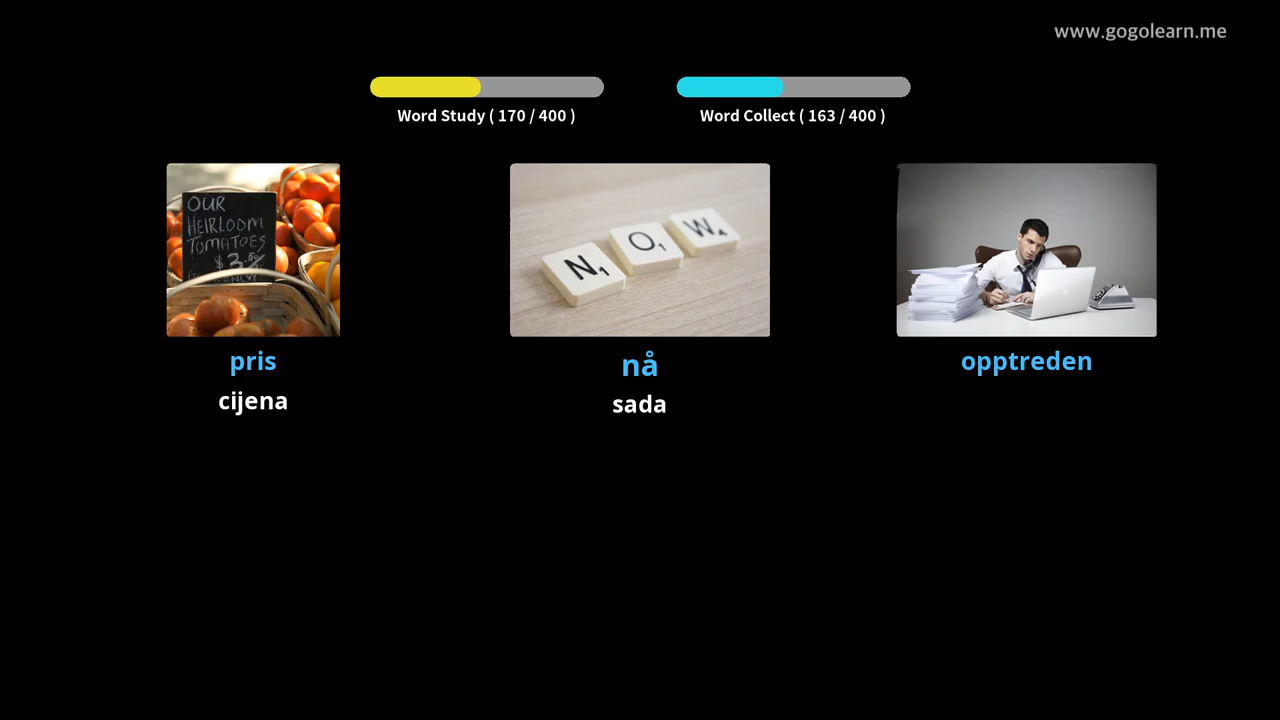 www.gogolearn.me
Word Study ( 170 / 400 )
Word Collect ( 163 / 400 )
OUR
HEIRLOOM
TOMATOES
NOW
pris
nå
opptreden
cijena
sada